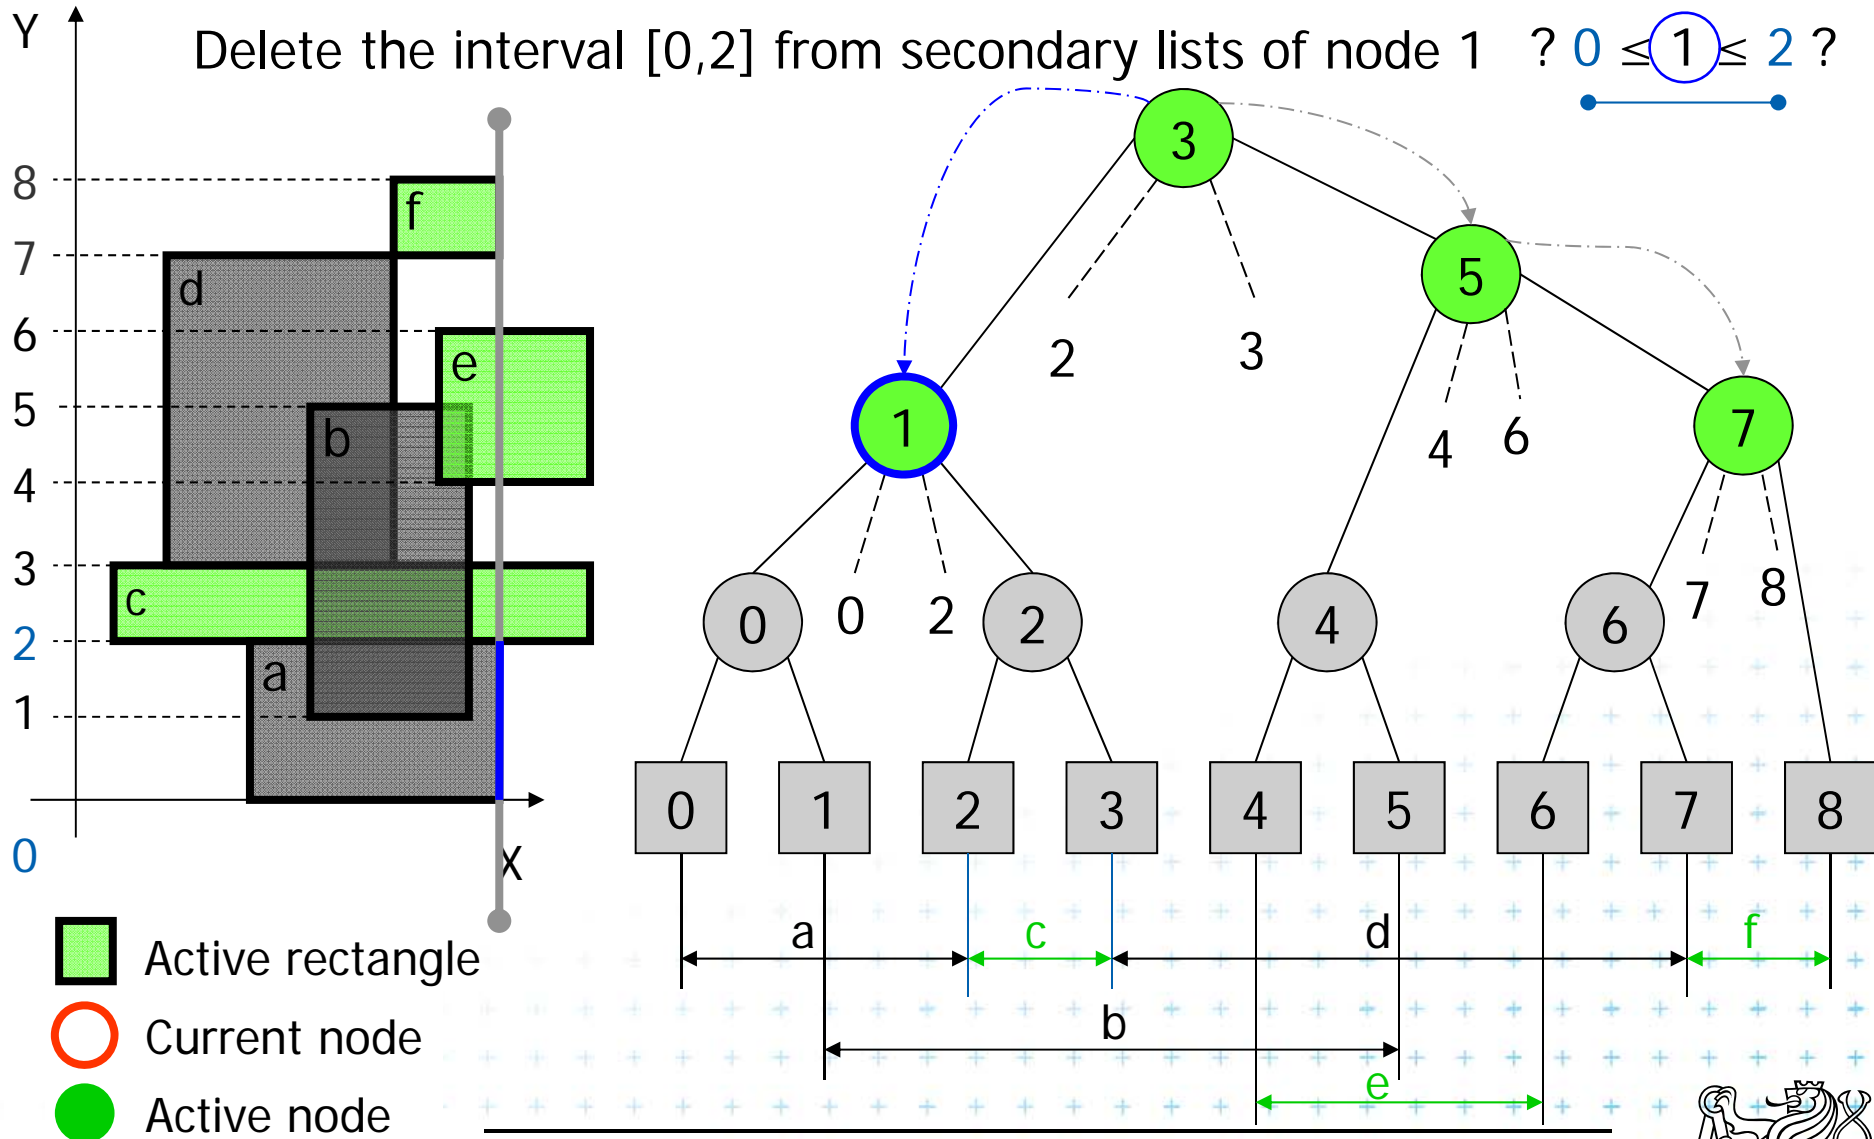 Y
Delete the interval [0,2] from secondary lists of node 1 ? 0 ≤ 1 ≤ 2 ?
3
8
f
7
d
5
6
e
2
3
5
b
1
7
4
4
6
3
c
0
0
2
2
4
6
7
8
2
a
1
0
1
2
3
4
5
6
7
8
0
X
a
c
d
f
Active rectangle
b
Current node
e
Active node